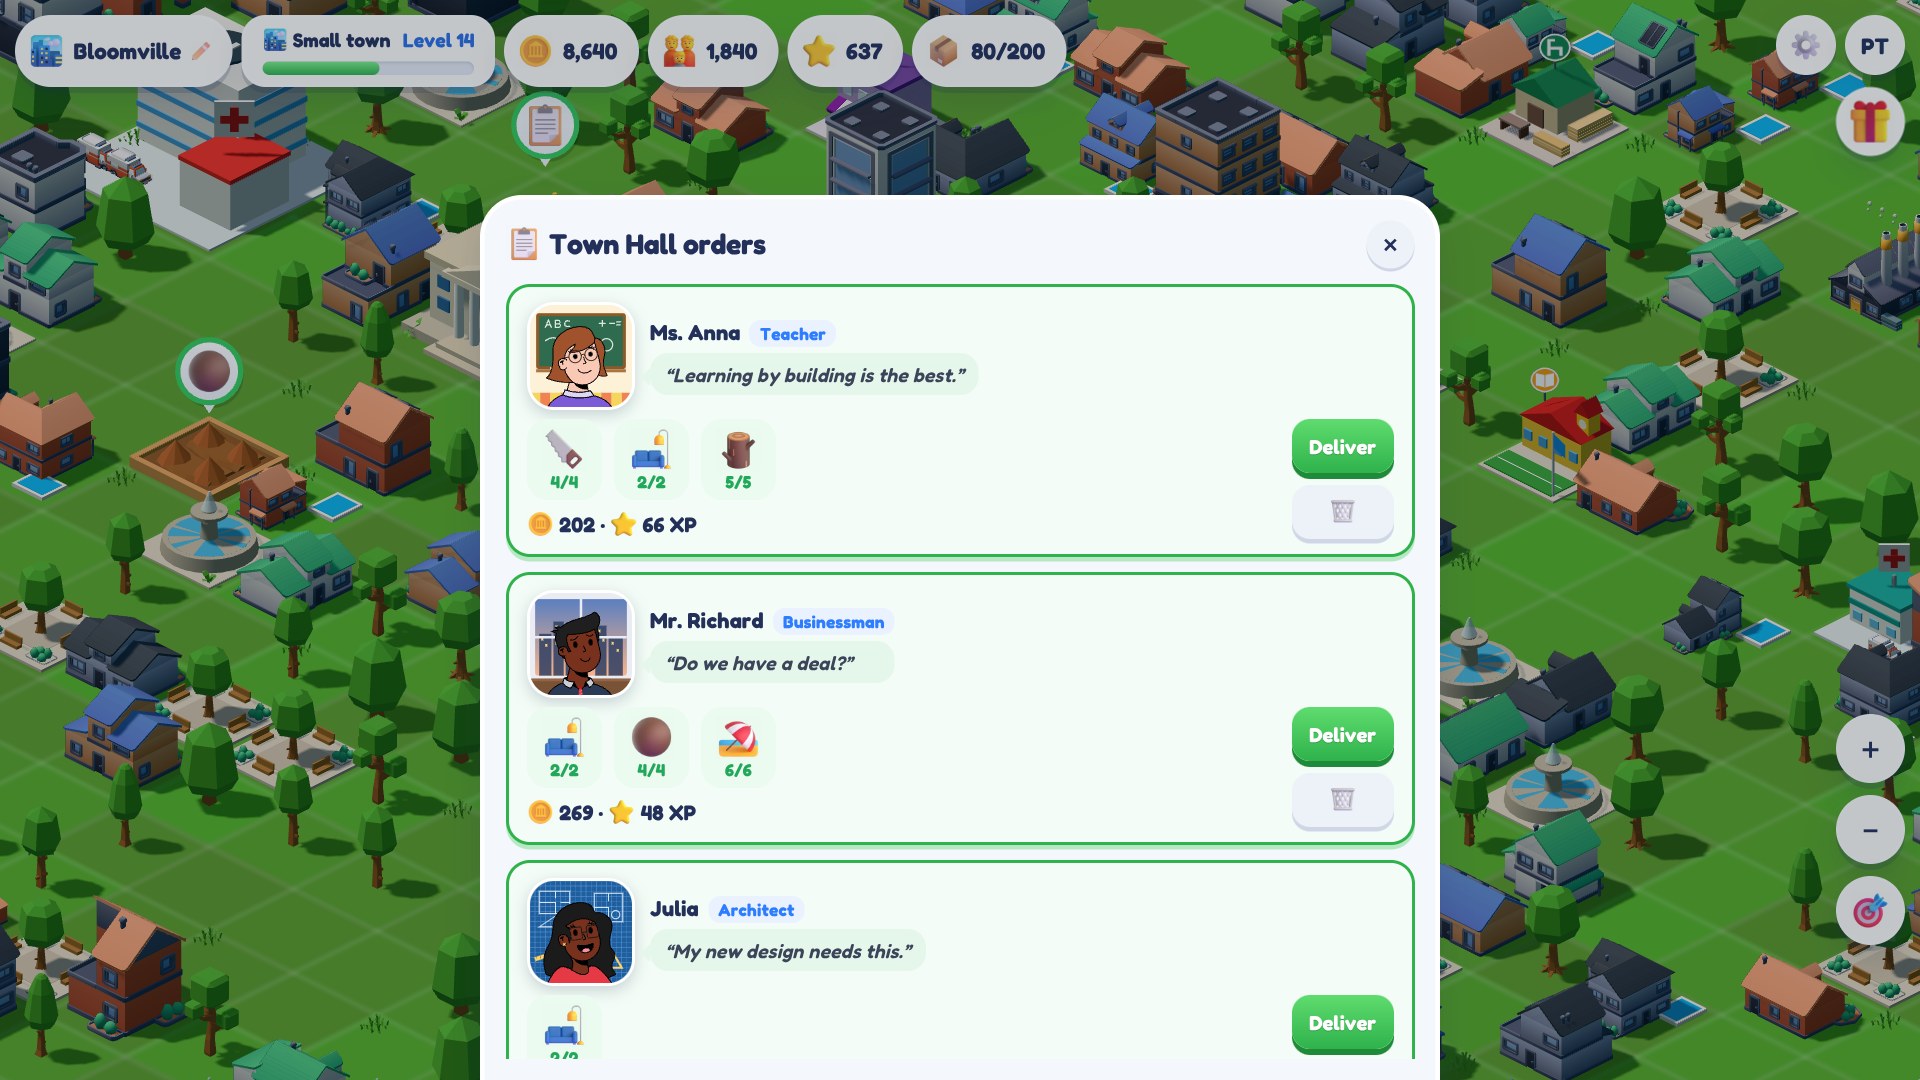 Bloomville
Small town Level 14
8,640
1,840
637
80/200
PT
Town Hall orders
×
ABC + - =
Ms. Anna Teacher
“Learning by building is the best.”
4/4 2/2 5/5
Deliver
202 · 66 XP
Mr. Richard Businessman
“Do we have a deal?”
2/2 4/4 6/6
Deliver
269 · 48 XP
Julia Architect
“My new design needs this.”
2/2
Deliver
+
−